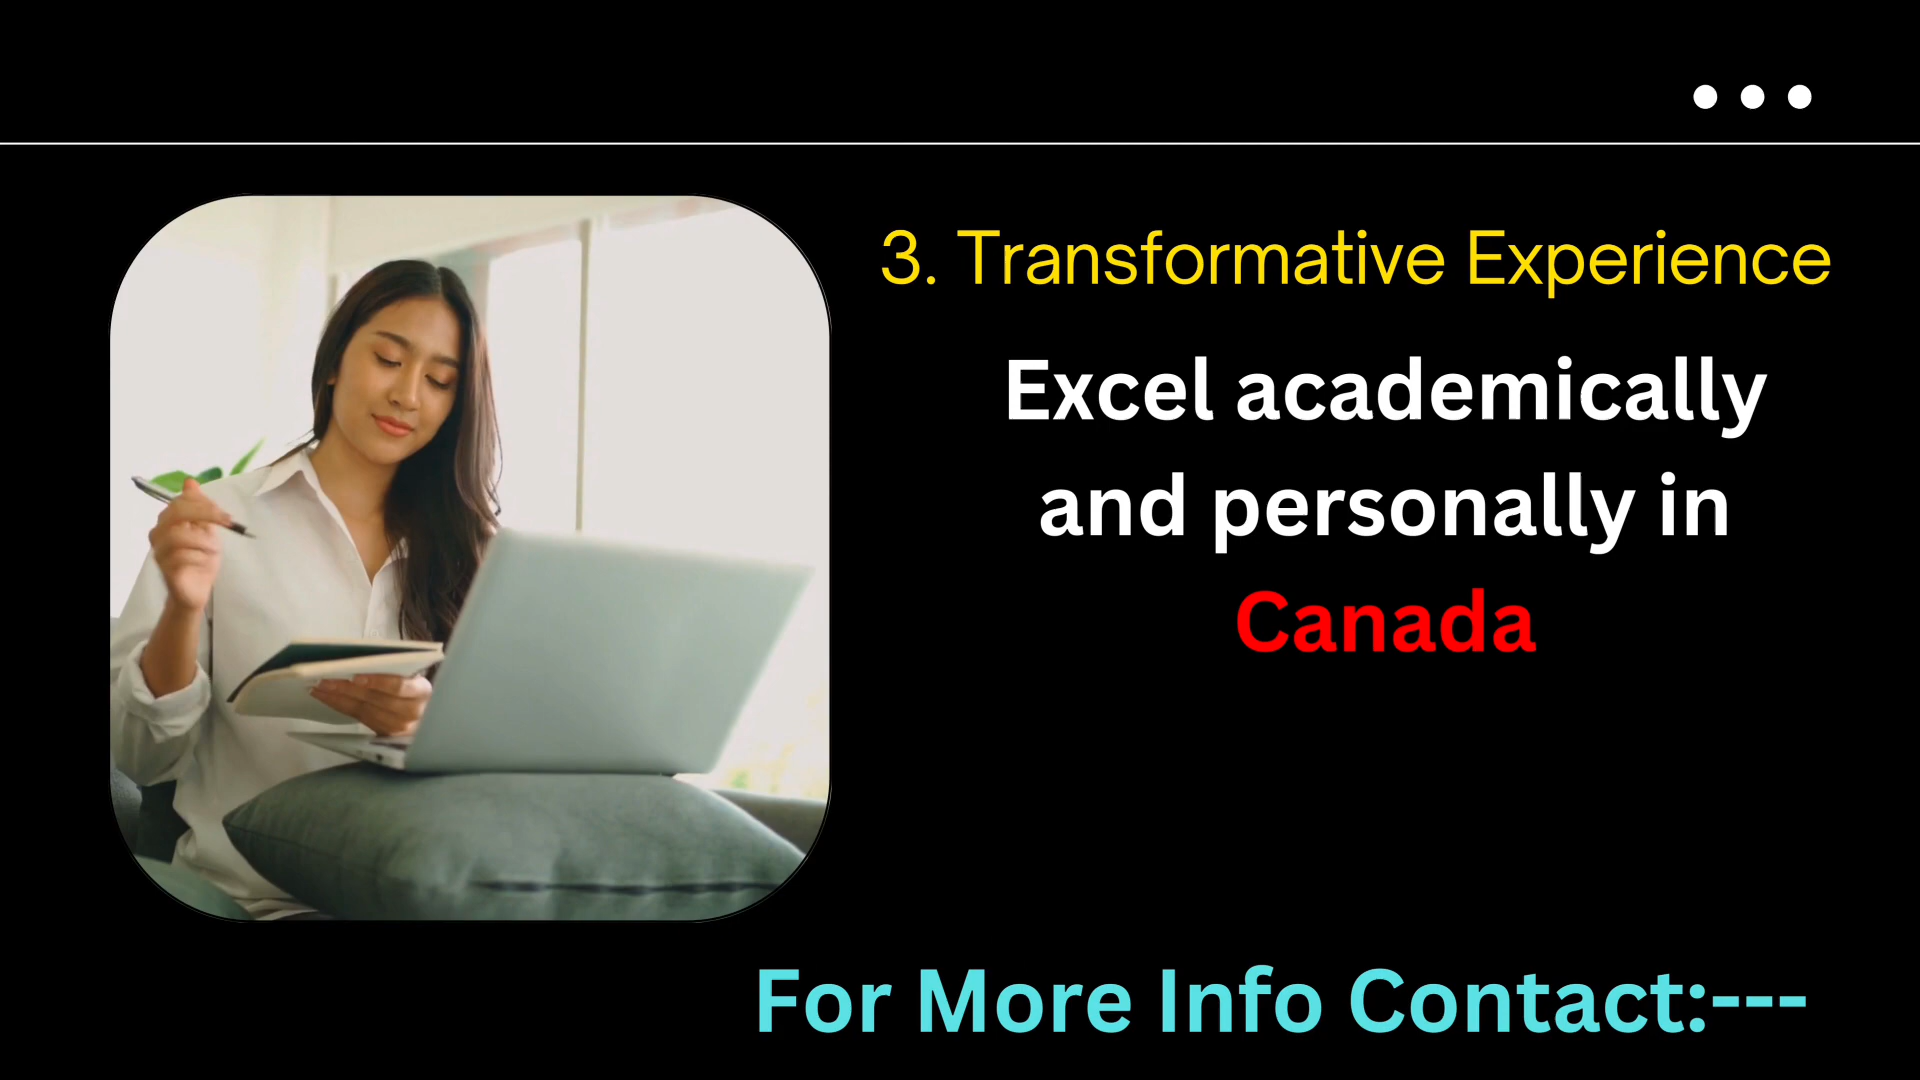 3. Transformative Experience
Excel academically
and personally in
Canada
For More Info Contact:---